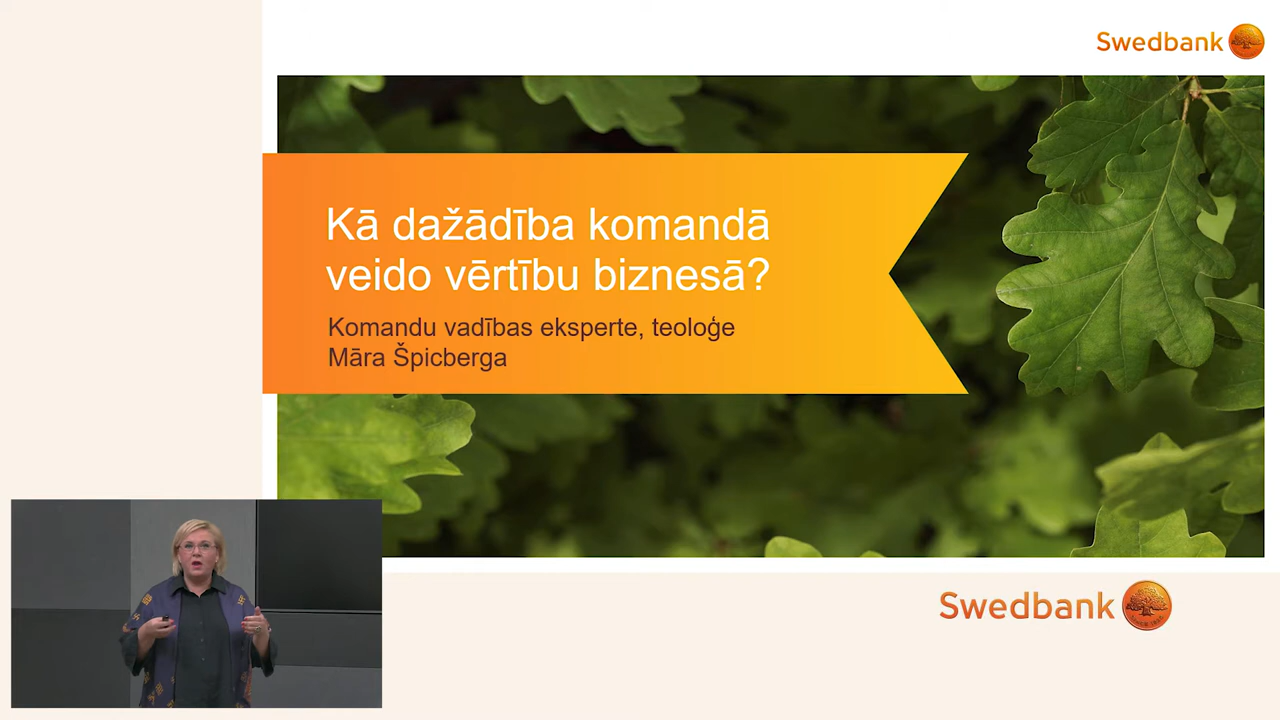 Swedbank
Kā dažādība komandā
veido vērtību biznesā?
Komandu vadības eksperte, teoloģe
Māra Špicberga
Swedbank